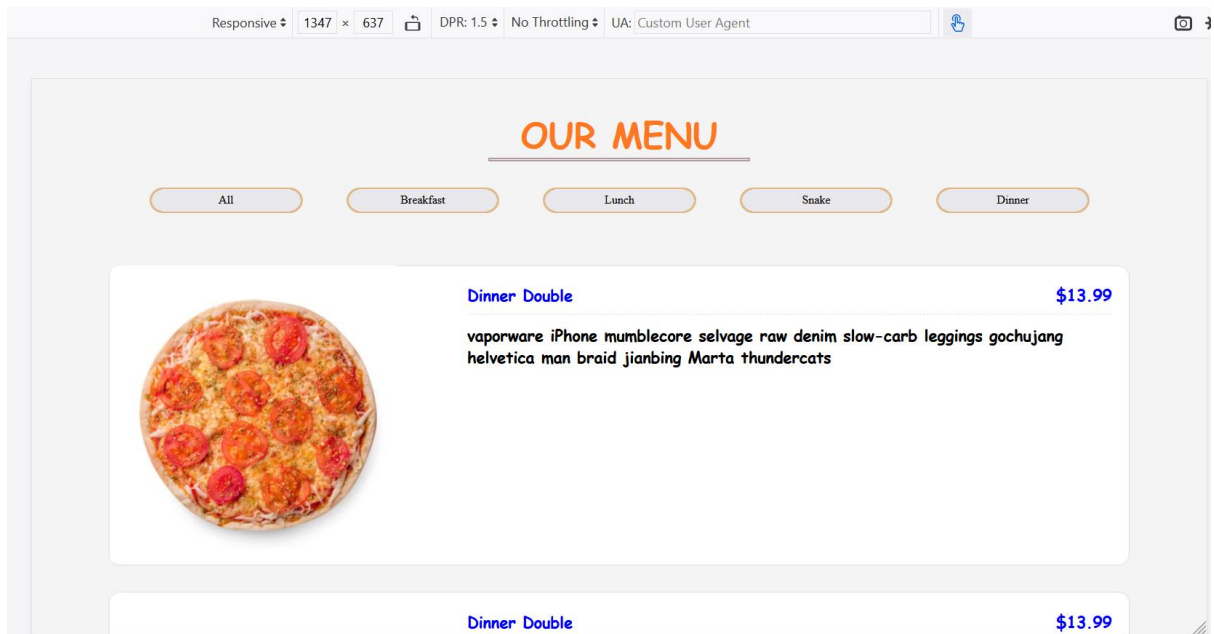 Responsive 1347 × 637 DPR: 1.5 No Throttling UA: Custom User Agent
OUR MENU
All Breakfast Lunch Snake Dinner
Dinner Double $13.99
vaporware iPhone mumblecore selvage raw denim slow-carb leggings gochujang
helvetica man braid jianbing Marta thundercats
Dinner Double $13.99